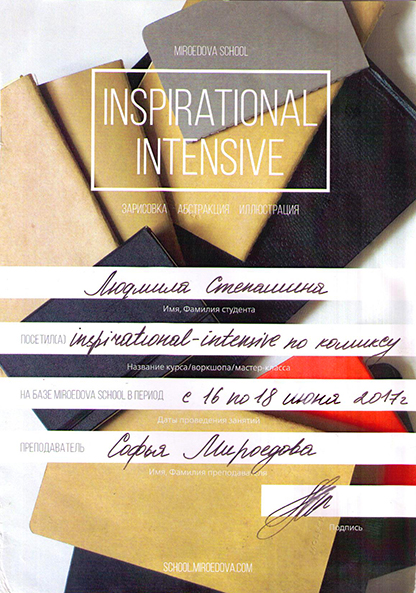 MIROEDOVA SCHOOL
INSPIRATIONAL
INTENSIVE
ЗАРИСОВКА АБСТРАКЦИЯ ИЛЛЮСТРАЦИЯ
Людмила Степашина
Имя, Фамилия студента
ПОСЕТИЛ(А) inspirational-intensive по комиксу
Название курса/воркшопа/мастер-класса
НА БАЗЕ MIROEDOVA SCHOOL В ПЕРИОД с 16 по 18 июня 2017г
Даты проведения занятий
ПРЕПОДАВАТЕЛЬ Софья Мироедова
Имя, Фамилия преподавателя
Подпись
SCHOOL.MIROEDOVA.COM